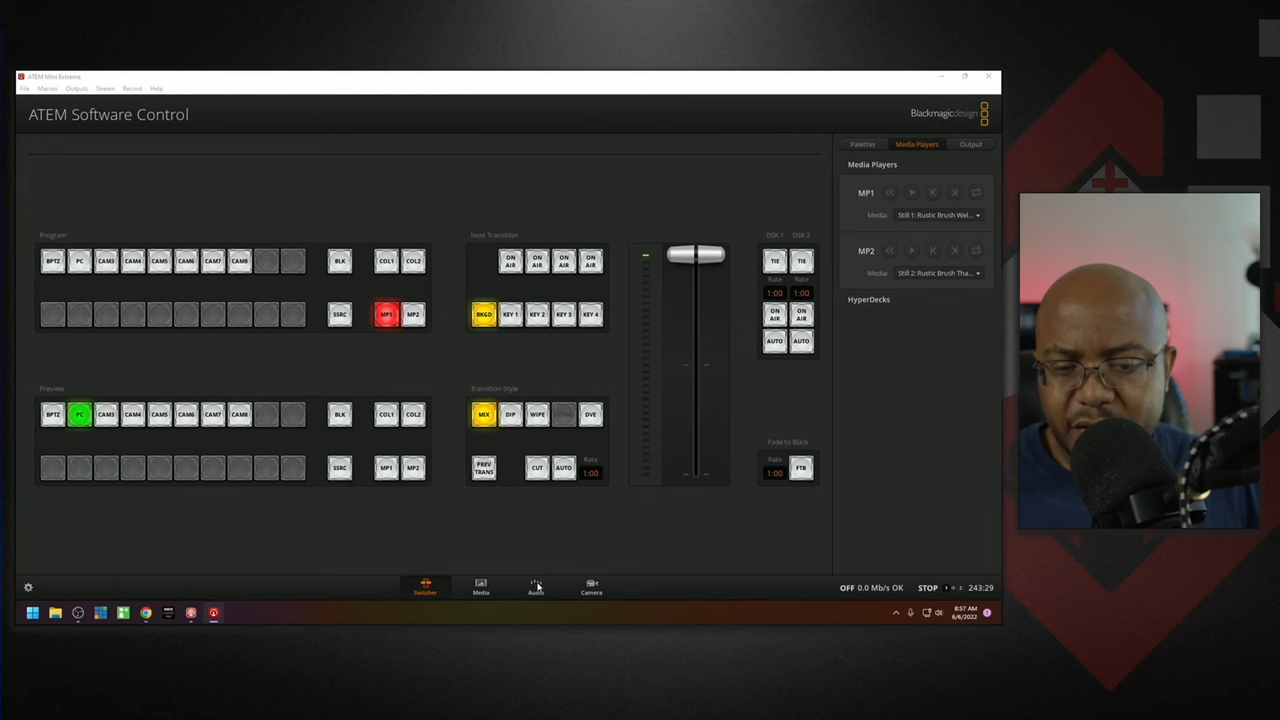 ATEM Mini Extreme
File Macros Outputs Stream Record Help
ATEM Software Control
Blackmagicdesign
Palettes Media Players Output
Media Players
MP1
Media: Still 1: Rustic Brush Wel...
MP2
Media: Still 2: Rustic Brush Tha...
HyperDecks
Program
BPTZ PC CAM3 CAM4 CAM5 CAM6 CAM7 CAM8 BLK COL1 COL2
SSRC MP1 MP2
Next Transition
ON AIR ON AIR ON AIR ON AIR
BKGD KEY 1 KEY 2 KEY 3 KEY 4
DSK 1 DSK 2
TIE TIE
Rate Rate
1:00 1:00
ON AIR ON AIR
AUTO AUTO
Preview
BPTZ PC CAM3 CAM4 CAM5 CAM6 CAM7 CAM8 BLK COL1 COL2
SSRC MP1 MP2
Transition Style
MIX DIP WIPE DVE
PREV TRANS CUT AUTO Rate 1:00
Fade to Black
Rate
1:00 FTB
Switcher Media Audio Camera
OFF 0.0 Mb/s OK STOP 243:29
8:57 AM
6/6/2022